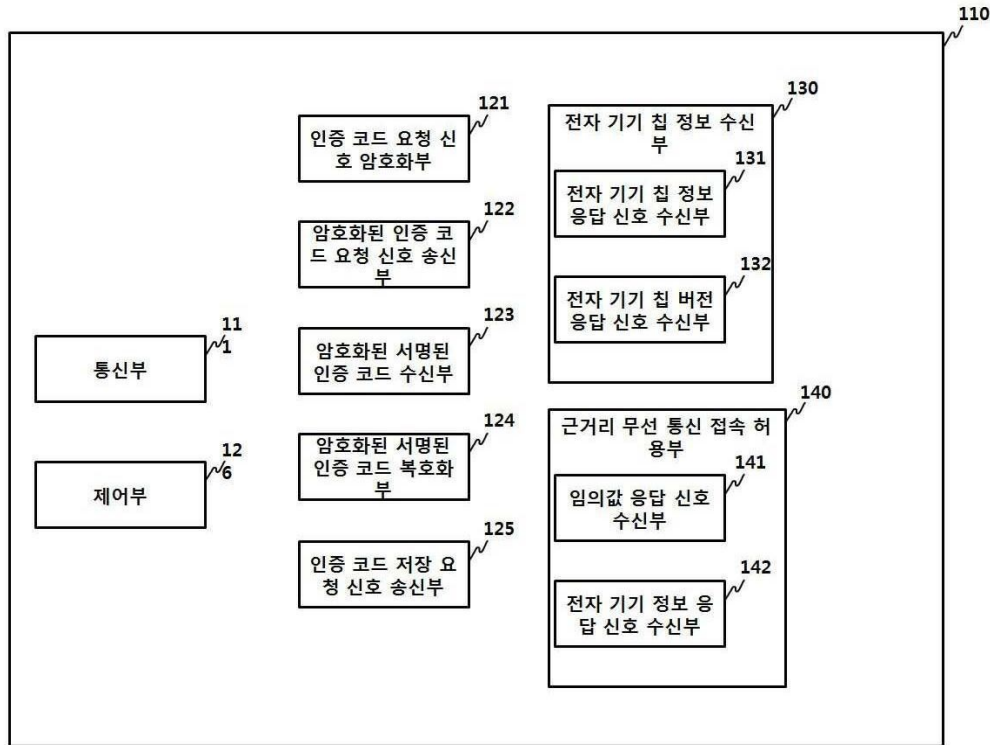 110
통신부
11
1
제어부
12
6
인증 코드 요청 신
호 암호화부
121
암호화된 인증 코
드 요청 신호 송신
부
122
암호화된 서명된
인증 코드 수신부
123
암호화된 서명된
인증 코드 복호화
부
124
인증 코드 저장 요
청 신호 송신부
125
전자 기기 칩 정보 수신
부
130
전자 기기 칩 정보
응답 신호 수신부
131
전자 기기 칩 버전
응답 신호 수신부
132
근거리 무선 통신 접속 허
용부
140
임의값 응답 신호
수신부
141
전자 기기 정보 응
답 신호 수신부
142